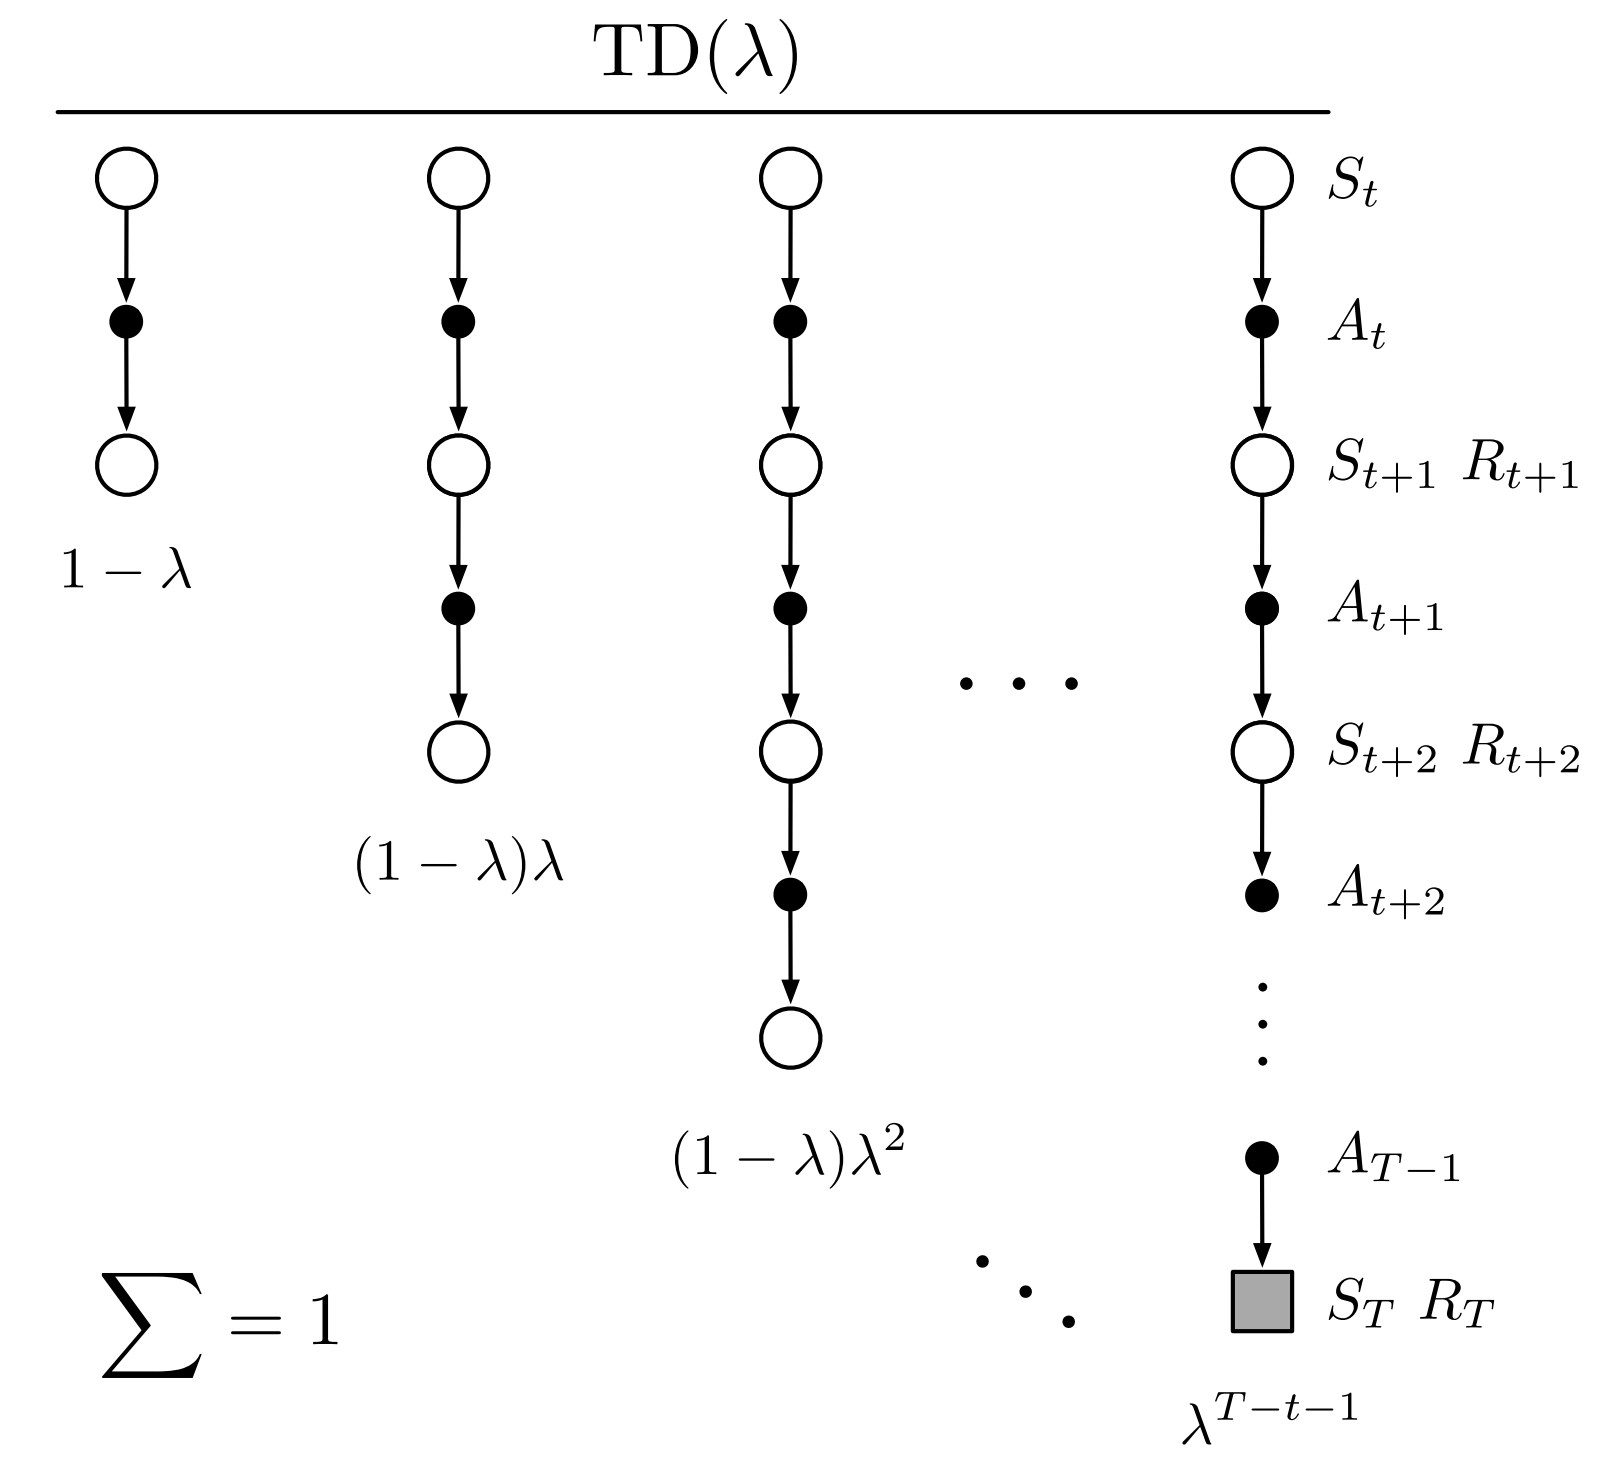 TD(λ)
S_t
A_t
S_{t+1} R_{t+1}
1 − λ
A_{t+1}
· · ·
S_{t+2} R_{t+2}
(1 − λ)λ
A_{t+2}
(1 − λ)λ^2
A_{T−1}
∑ = 1
S_T R_T
λ^{T−t−1}